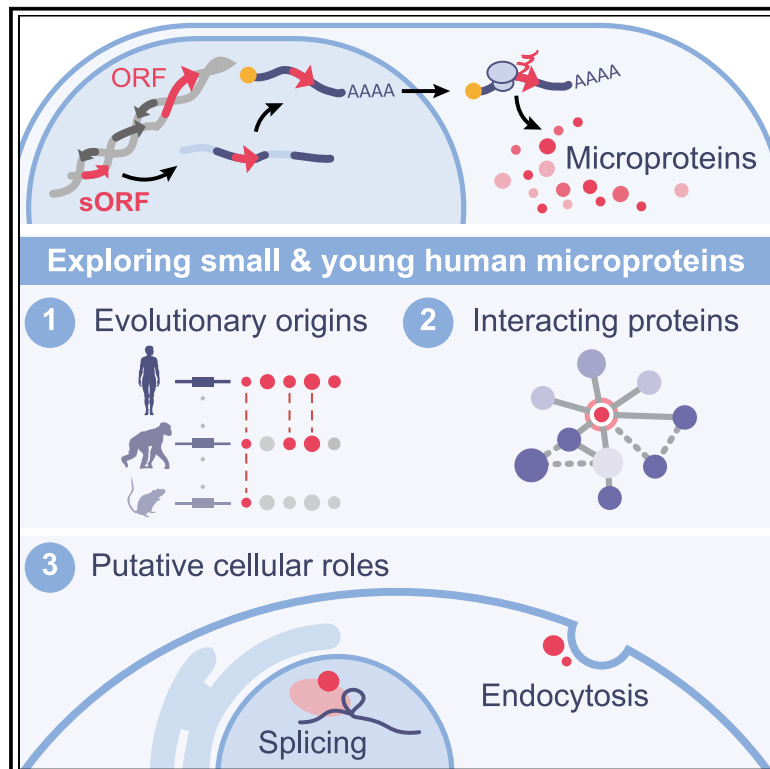 ORF
AAAA
AAAA
sORF
Microproteins
Exploring small & young human microproteins
1 Evolutionary origins
2 Interacting proteins
3 Putative cellular roles
Endocytosis
Splicing